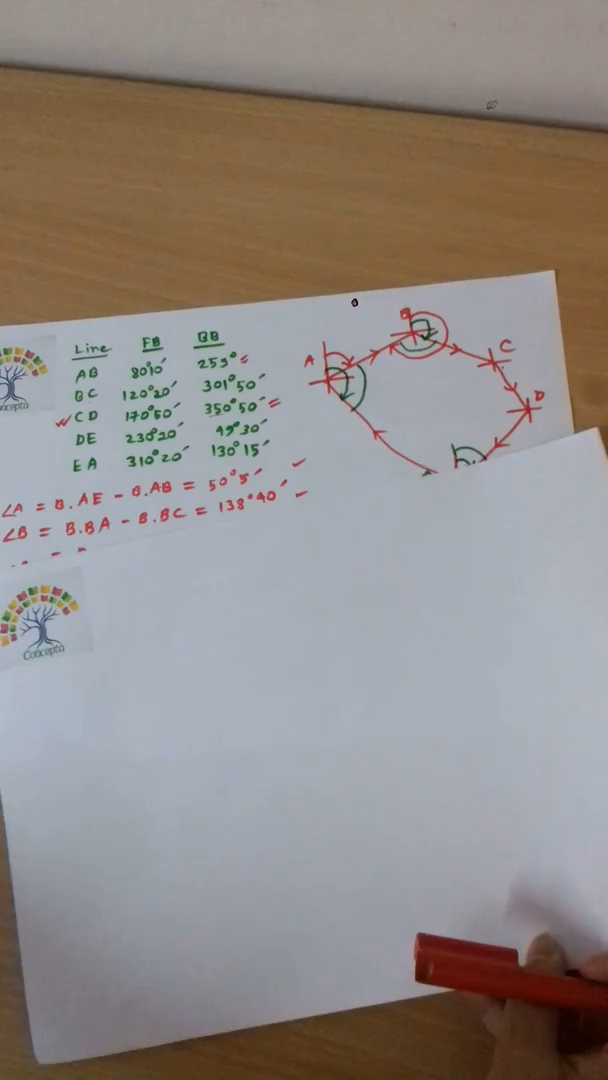 Line FB BB
AB 80°10′ 259°
BC 120°20′ 301°50′
CD 170°50′ 350°50′
DE 230°20′ 49°30′
EA 310°20′ 130°15′
∠A = B.AE - B.AB = 50°5′
∠B = B.BA - B.BC = 138°40′
A
B
C
D
Concepta